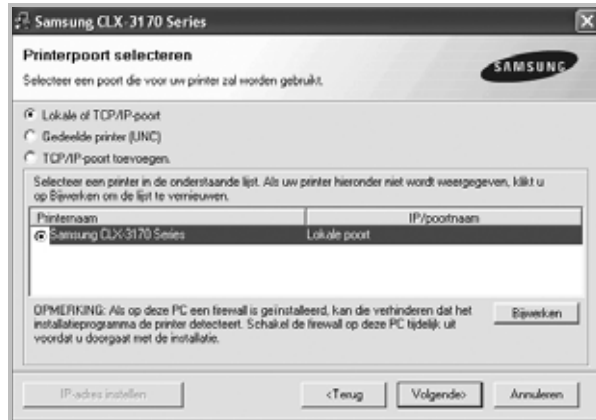 Samsung CLX-3170 Series
Printerpoort selecteren
Selecteer een poort die voor uw printer zal worden gebruikt.
SAMSUNG
Lokale of TCP/IP-poort
Gedeelde printer (UNC)
TCP/IP-poort toevoegen.
Selecteer een printer in de onderstaande lijst. Als uw printer hieronder niet wordt weergegeven, klikt u
op Bijwerken om de lijst te vernieuwen.
Printernaam IP/poortnaam
Samsung CLX-3170 Series Lokale poort
OPMERKING: Als op deze PC een firewall is geïnstalleerd, kan die verhinderen dat het
installatieprogramma de printer detecteert. Schakel de firewall op deze PC tijdelijk uit
voordat u doorgaat met de installatie.
Bijwerken
IP-adres instellen <Terug Volgende> Annuleren